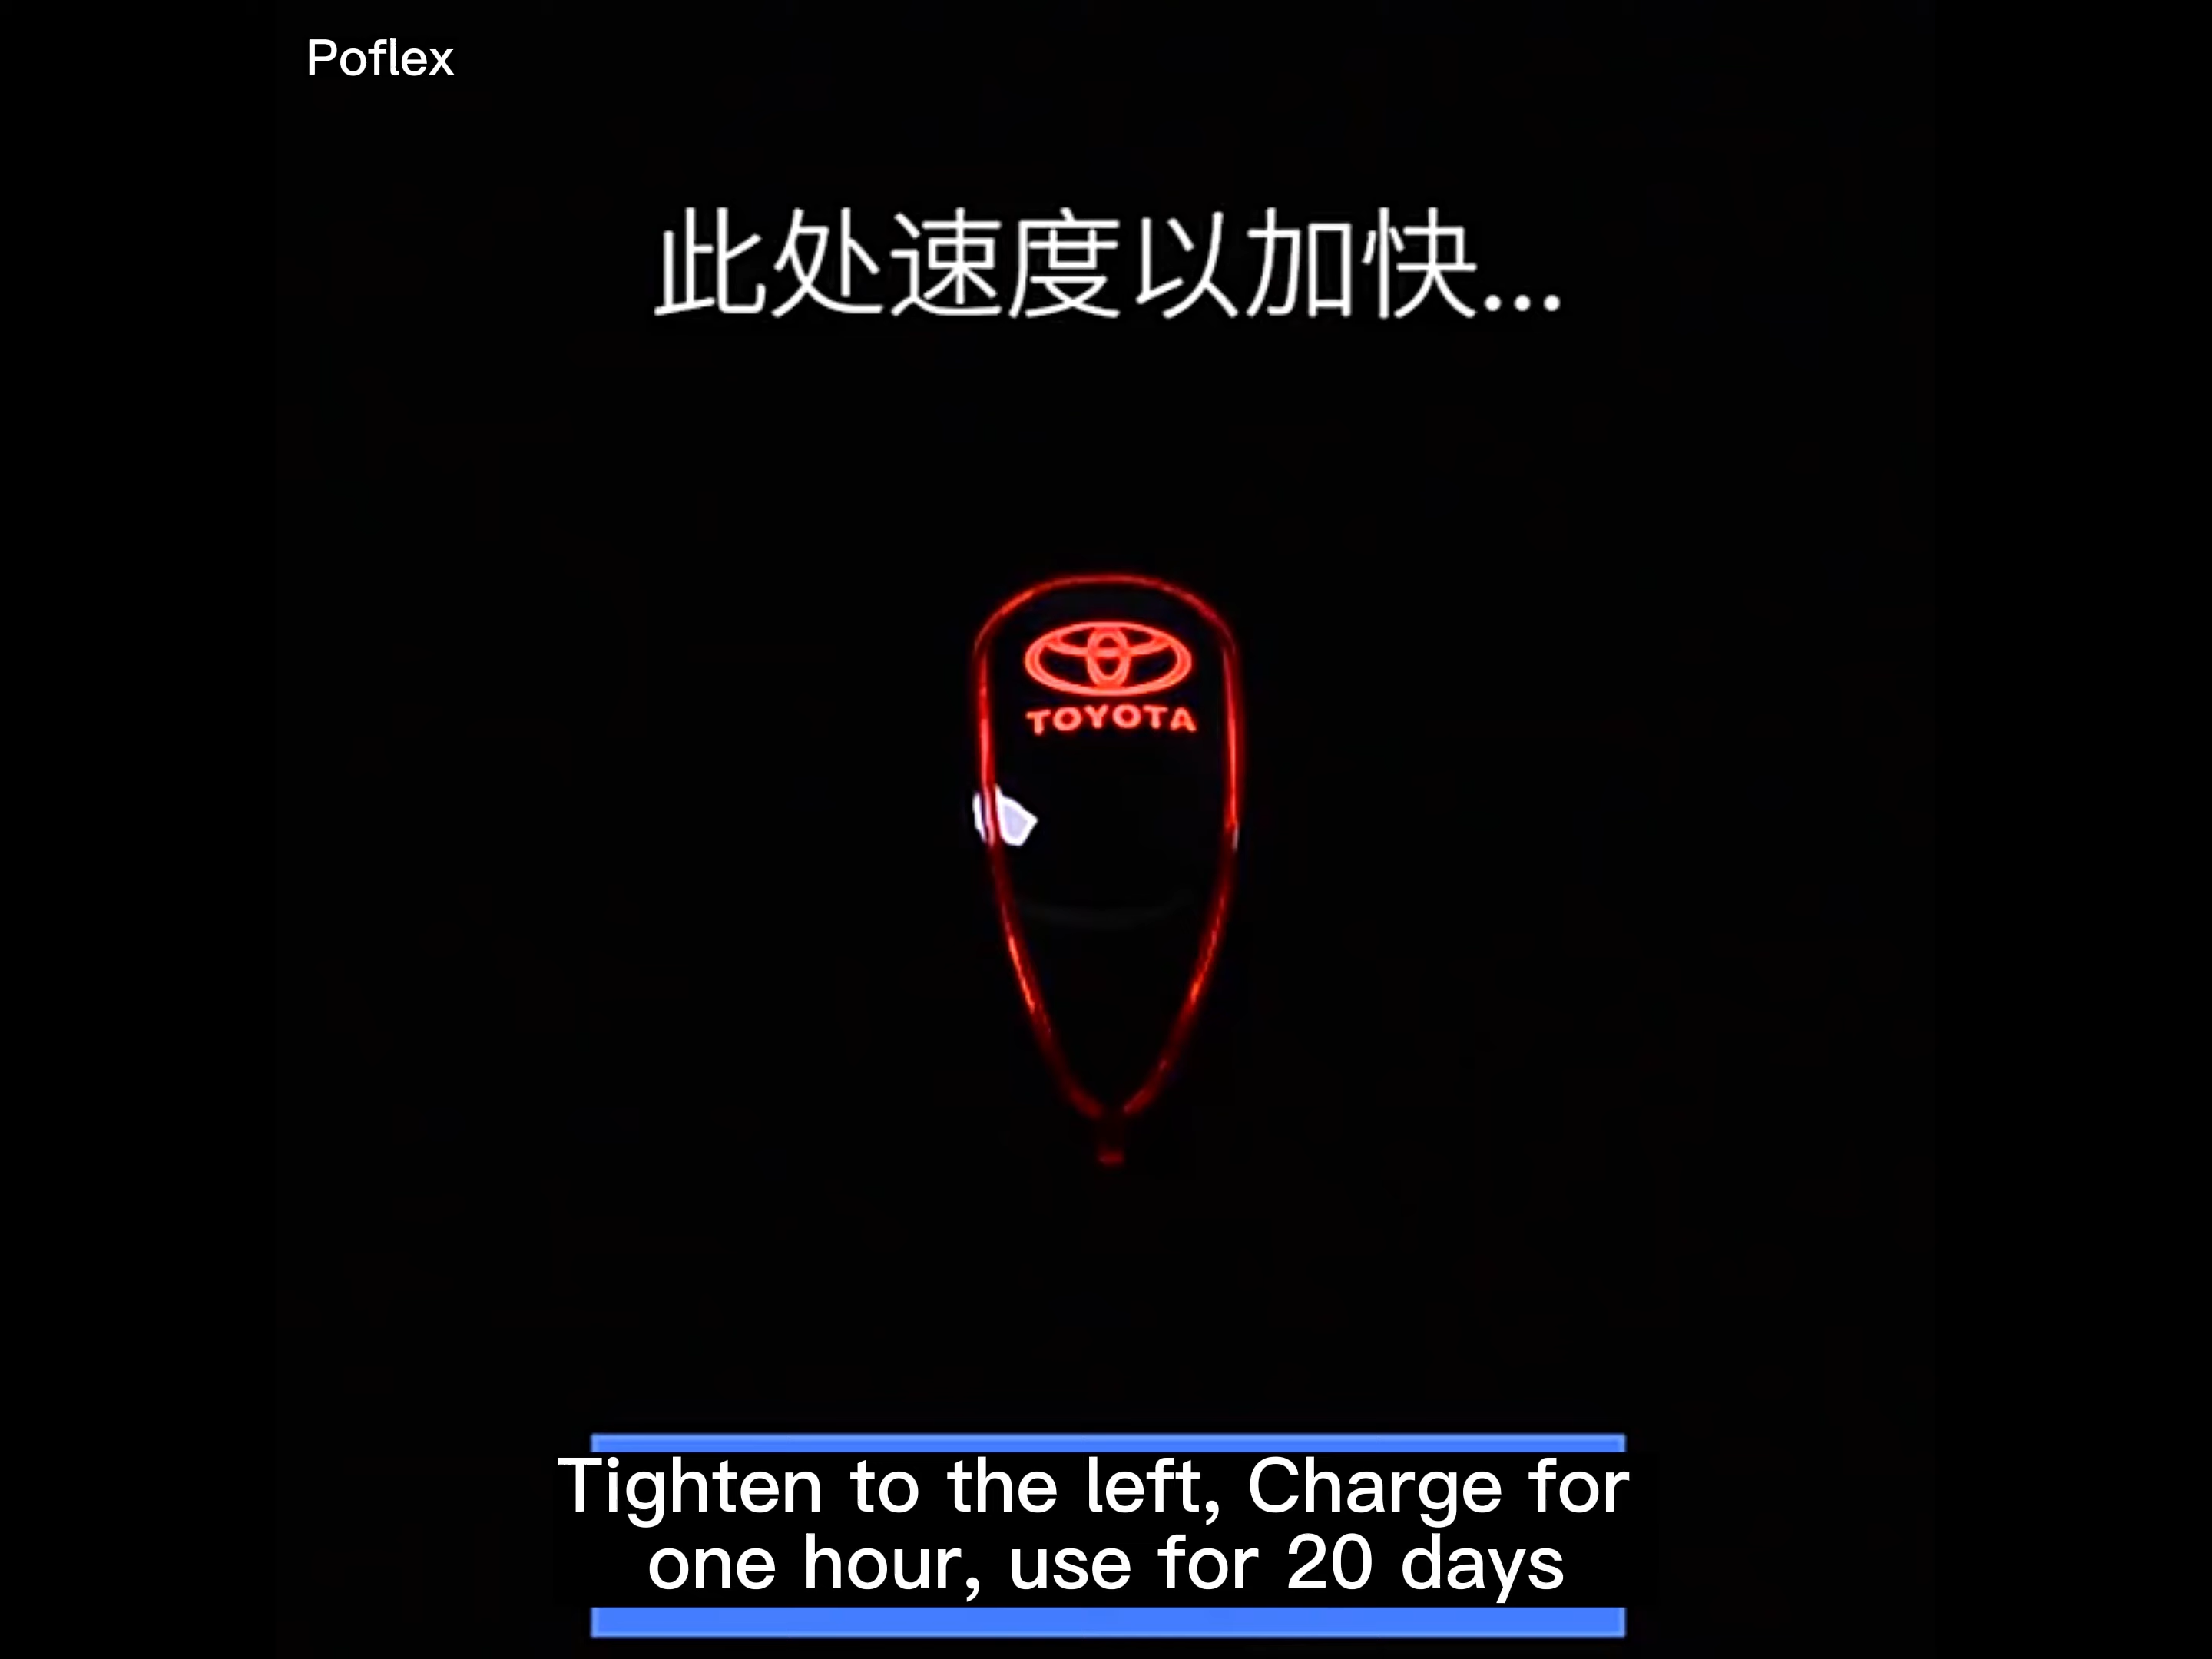 Poflex
此处速度以加快...
TOYOTA
Tighten to the left, Charge for
one hour, use for 20 days